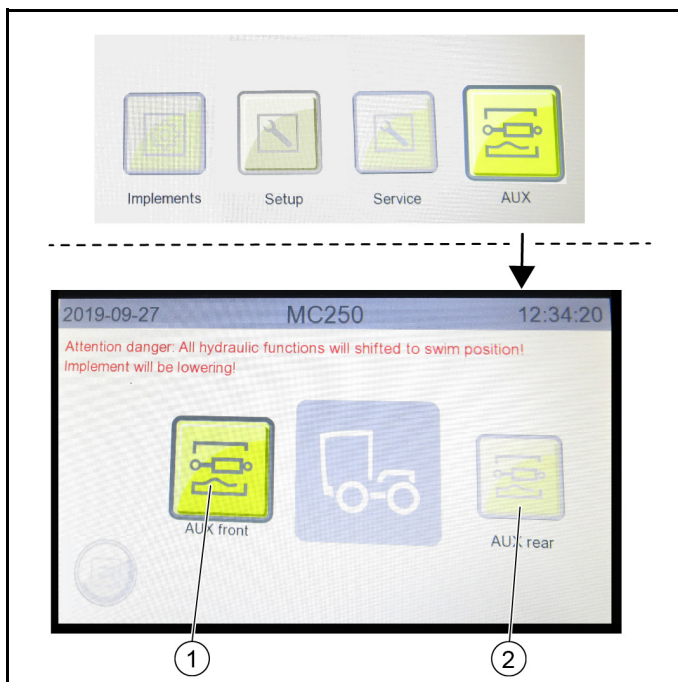 Implements Setup Service AUX
2019-09-27 MC250 12:34:20
Attention danger: All hydraulic functions will shifted to swim position!
Implement will be lowering!
AUX front
AUX rear
1 2